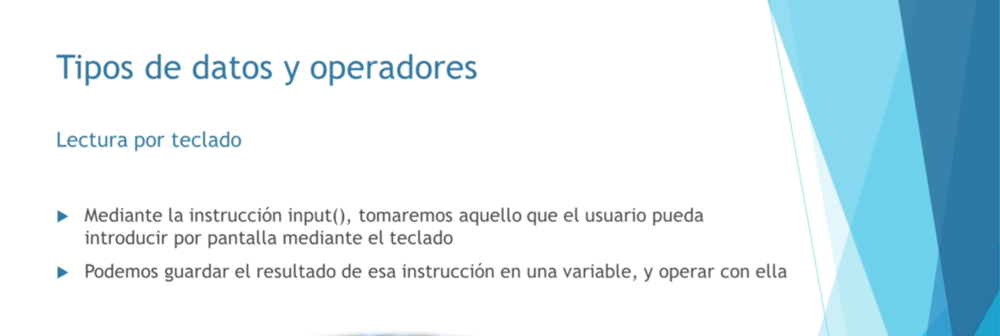 Tipos de datos y operadores
Lectura por teclado
Mediante la instrucción input(), tomaremos aquello que el usuario pueda
introducir por pantalla mediante el teclado
Podemos guardar el resultado de esa instrucción en una variable, y operar con ella